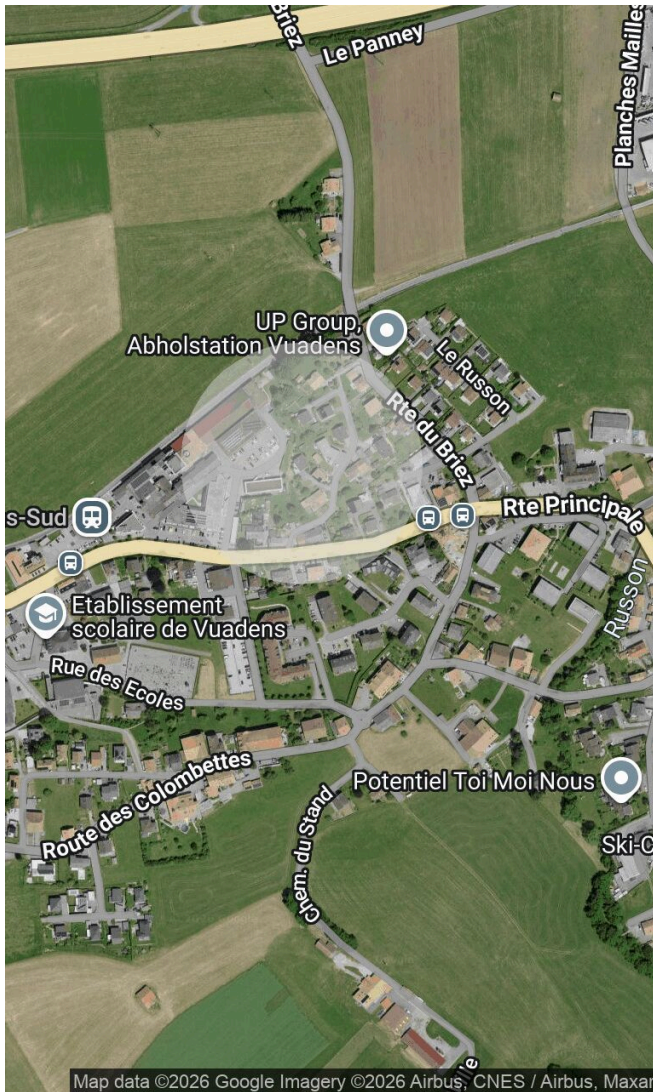 Briez
Le Panney
Planches Mailles
UP Group,
Abholstation Vuadens
Le Russon
Rte du Briez
s-Sud
Rte Principale
Etablissement
scolaire de Vuadens
Russon
Rue des Ecoles
Route des Colombettes
Potentiel Toi Moi Nous
Chem. du Stand
Ski-C
lle
Map data ©2026 Google Imagery ©2026 Airbus, CNES / Airbus, Maxar